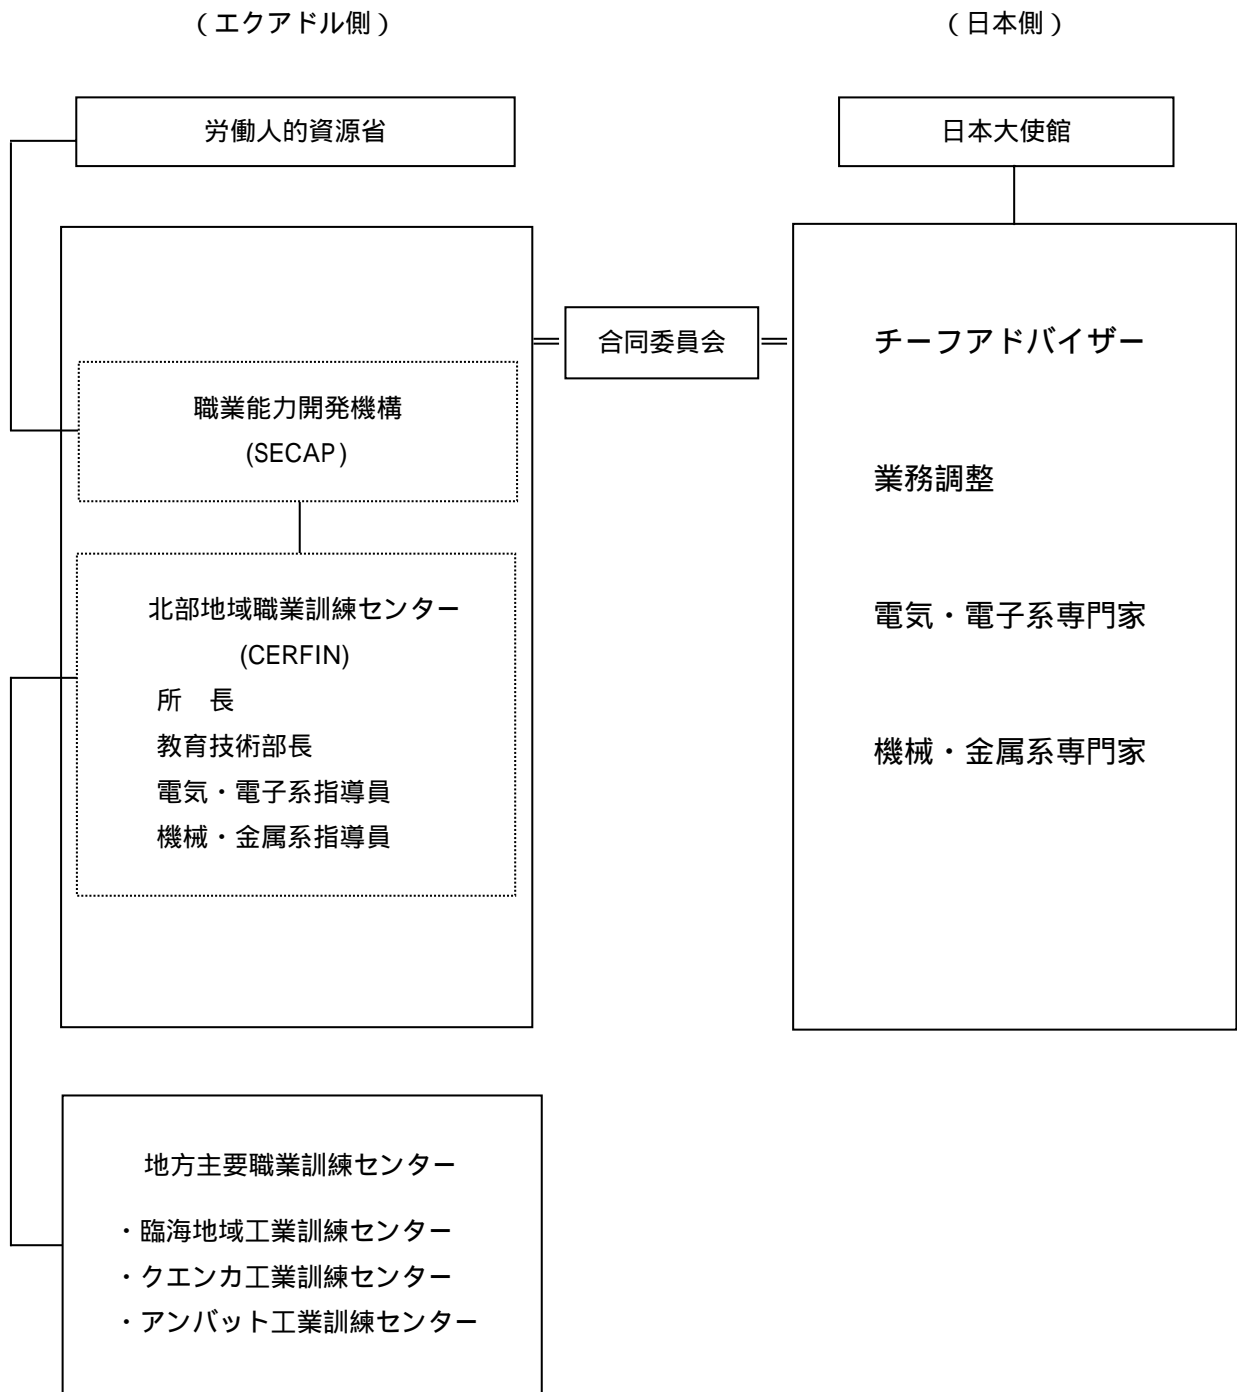 （エクアドル側）
（日本側）
労働人的資源省
日本大使館
合同委員会
職業能力開発機構
(SECAP)
北部地域職業訓練センター
(CERFIN)
所　長
教育技術部長
電気・電子系指導員
機械・金属系指導員
チーフアドバイザー
業務調整
電気・電子系専門家
機械・金属系専門家
地方主要職業訓練センター
・臨海地域工業訓練センター
・クエンカ工業訓練センター
・アンバット工業訓練センター